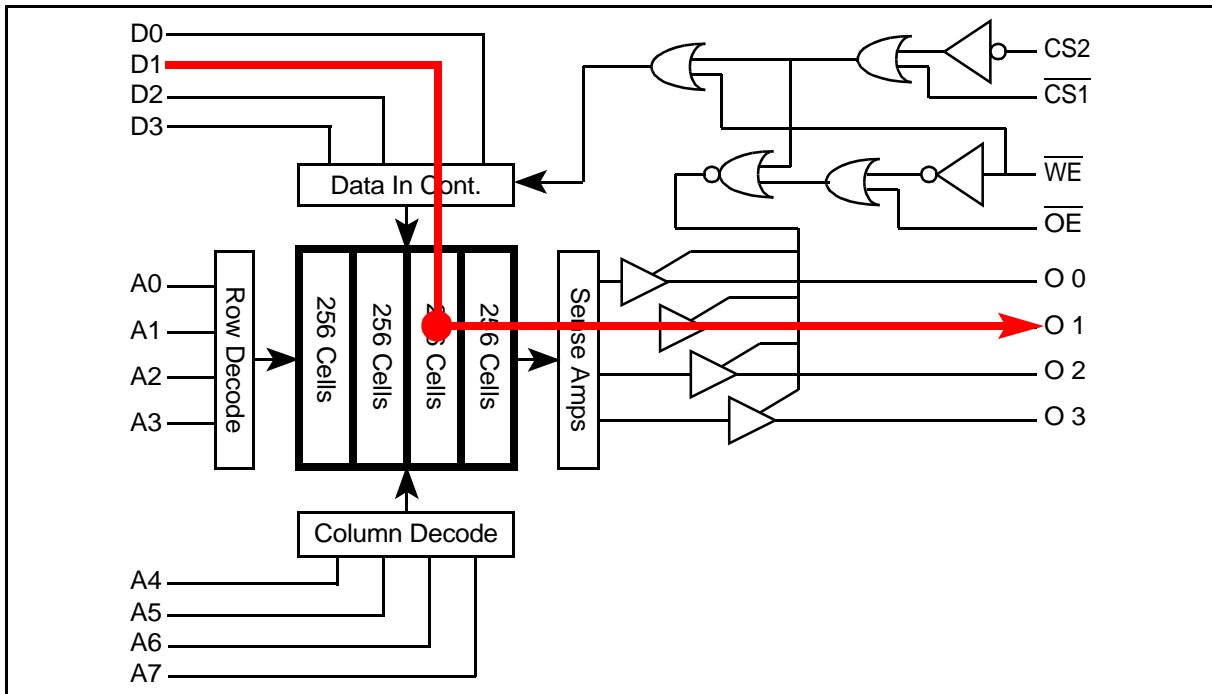 D0
D1
D2
D3
CS2
CS1
WE
OE
Data In Cont.
A0
A1
A2
A3
Row Decode
256 Cells
256 Cells
Cells
256 Cells
Sense Amps
O 0
O 1
O 2
O 3
Column Decode
A4
A5
A6
A7